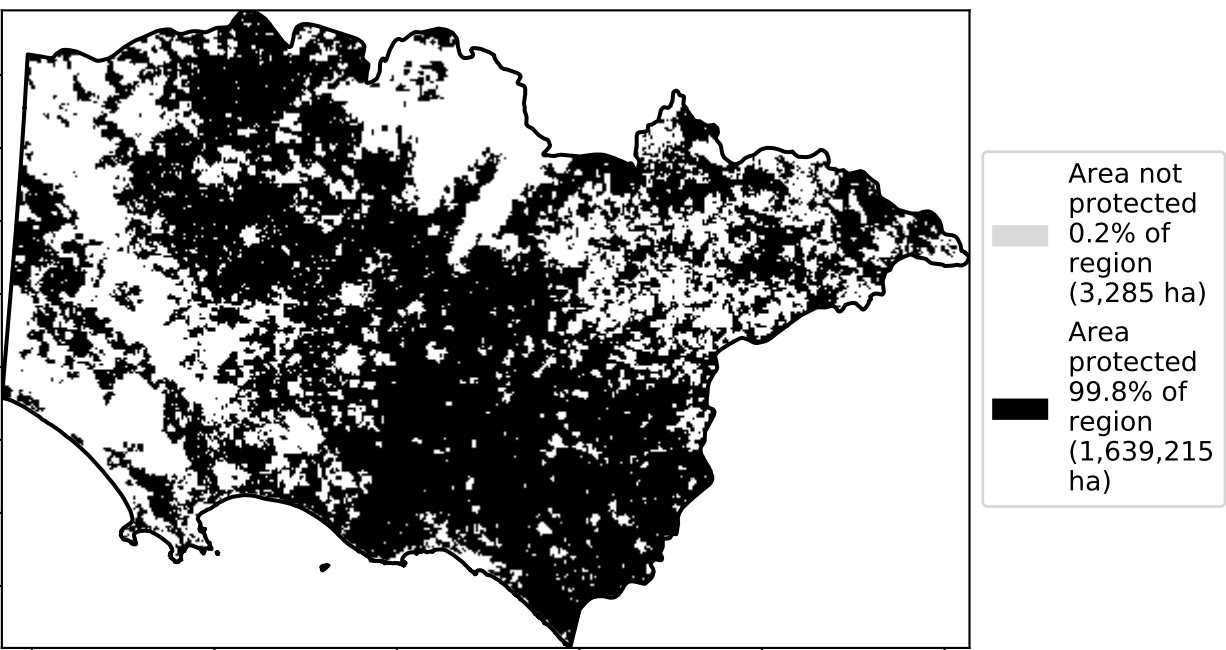 Area not
protected
0.2% of
region
(3,285 ha)
Area
protected
99.8% of
region
(1,639,215
ha)